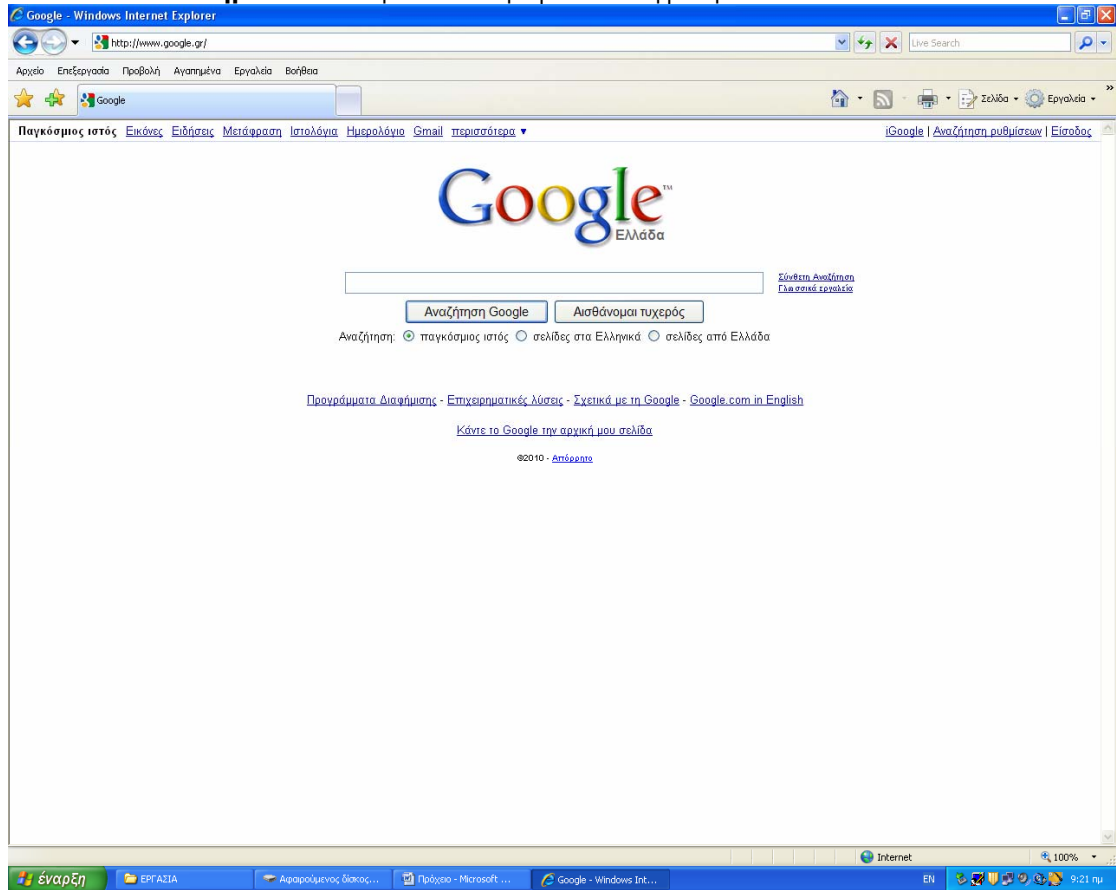 Google - Windows Internet Explorer
http://www.google.gr/
Live Search
Αρχείο Επεξεργασία Προβολή Αγαπημένα Εργαλεία Βοήθεια
Google
Σελίδα
Εργαλεία
Παγκόσμιος ιστός Εικόνες Ειδήσεις Μετάφραση Ιστολόγια Ημερολόγιο Gmail περισσότερα ▼
iGoogle | Αναζήτηση ρυθμίσεων | Είσοδος
Google™
Ελλάδα
Σύνθετη Αναζήτηση
Γλωσσικά εργαλεία
Αναζήτηση Google
Αισθάνομαι τυχερός
Αναζήτηση: παγκόσμιος ιστός σελίδες στα Ελληνικά σελίδες από Ελλάδα
Προγράμματα Διαφήμισης - Επιχειρηματικές λύσεις - Σχετικά με τη Google - Google.com in English
Κάντε το Google την αρχική μου σελίδα
©2010 - Απόρρητο
Internet
100%
έναρξη
ΕΡΓΑΣΙΑ
Αφαιρούμενος δίσκος...
Πρόχειο - Microsoft ...
Google - Windows Int...
EN
9:21 πμ